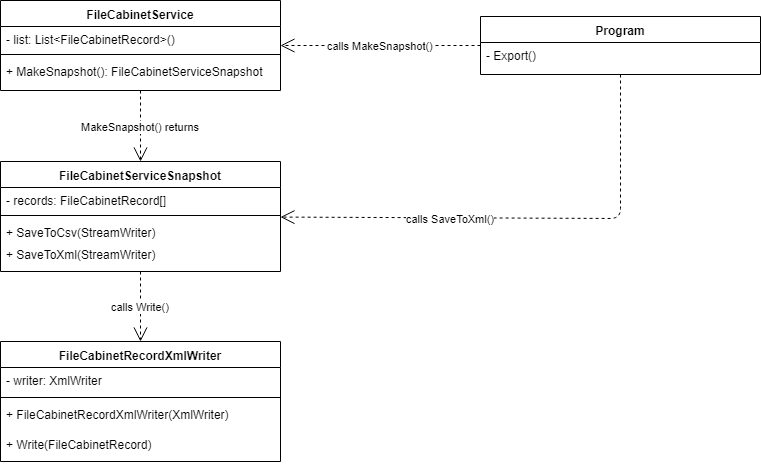 FileCabinetService
- list: List<FileCabinetRecord>()
+ MakeSnapshot(): FileCabinetServiceSnapshot
calls MakeSnapshot()
Program
- Export()
MakeSnapshot() returns
FileCabinetServiceSnapshot
- records: FileCabinetRecord[]
+ SaveToCsv(StreamWriter)
+ SaveToXml(StreamWriter)
calls SaveToXml()
calls Write()
FileCabinetRecordXmlWriter
- writer: XmlWriter
+ FileCabinetRecordXmlWriter(XmlWriter)
+ Write(FileCabinetRecord)